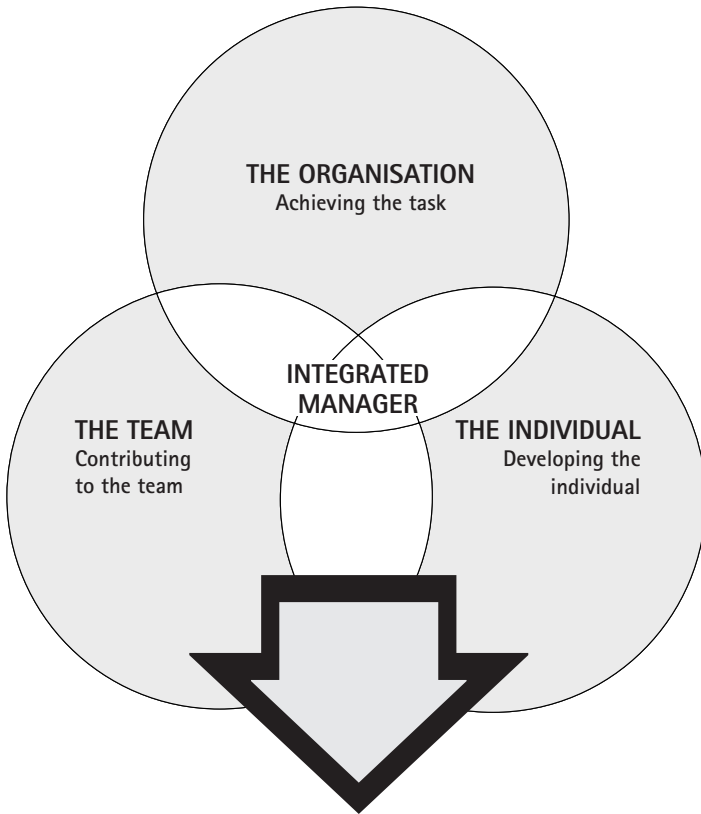 THE ORGANISATION
Achieving the task
INTEGRATED
MANAGER
THE TEAM
Contributing
to the team
THE INDIVIDUAL
Developing the
individual